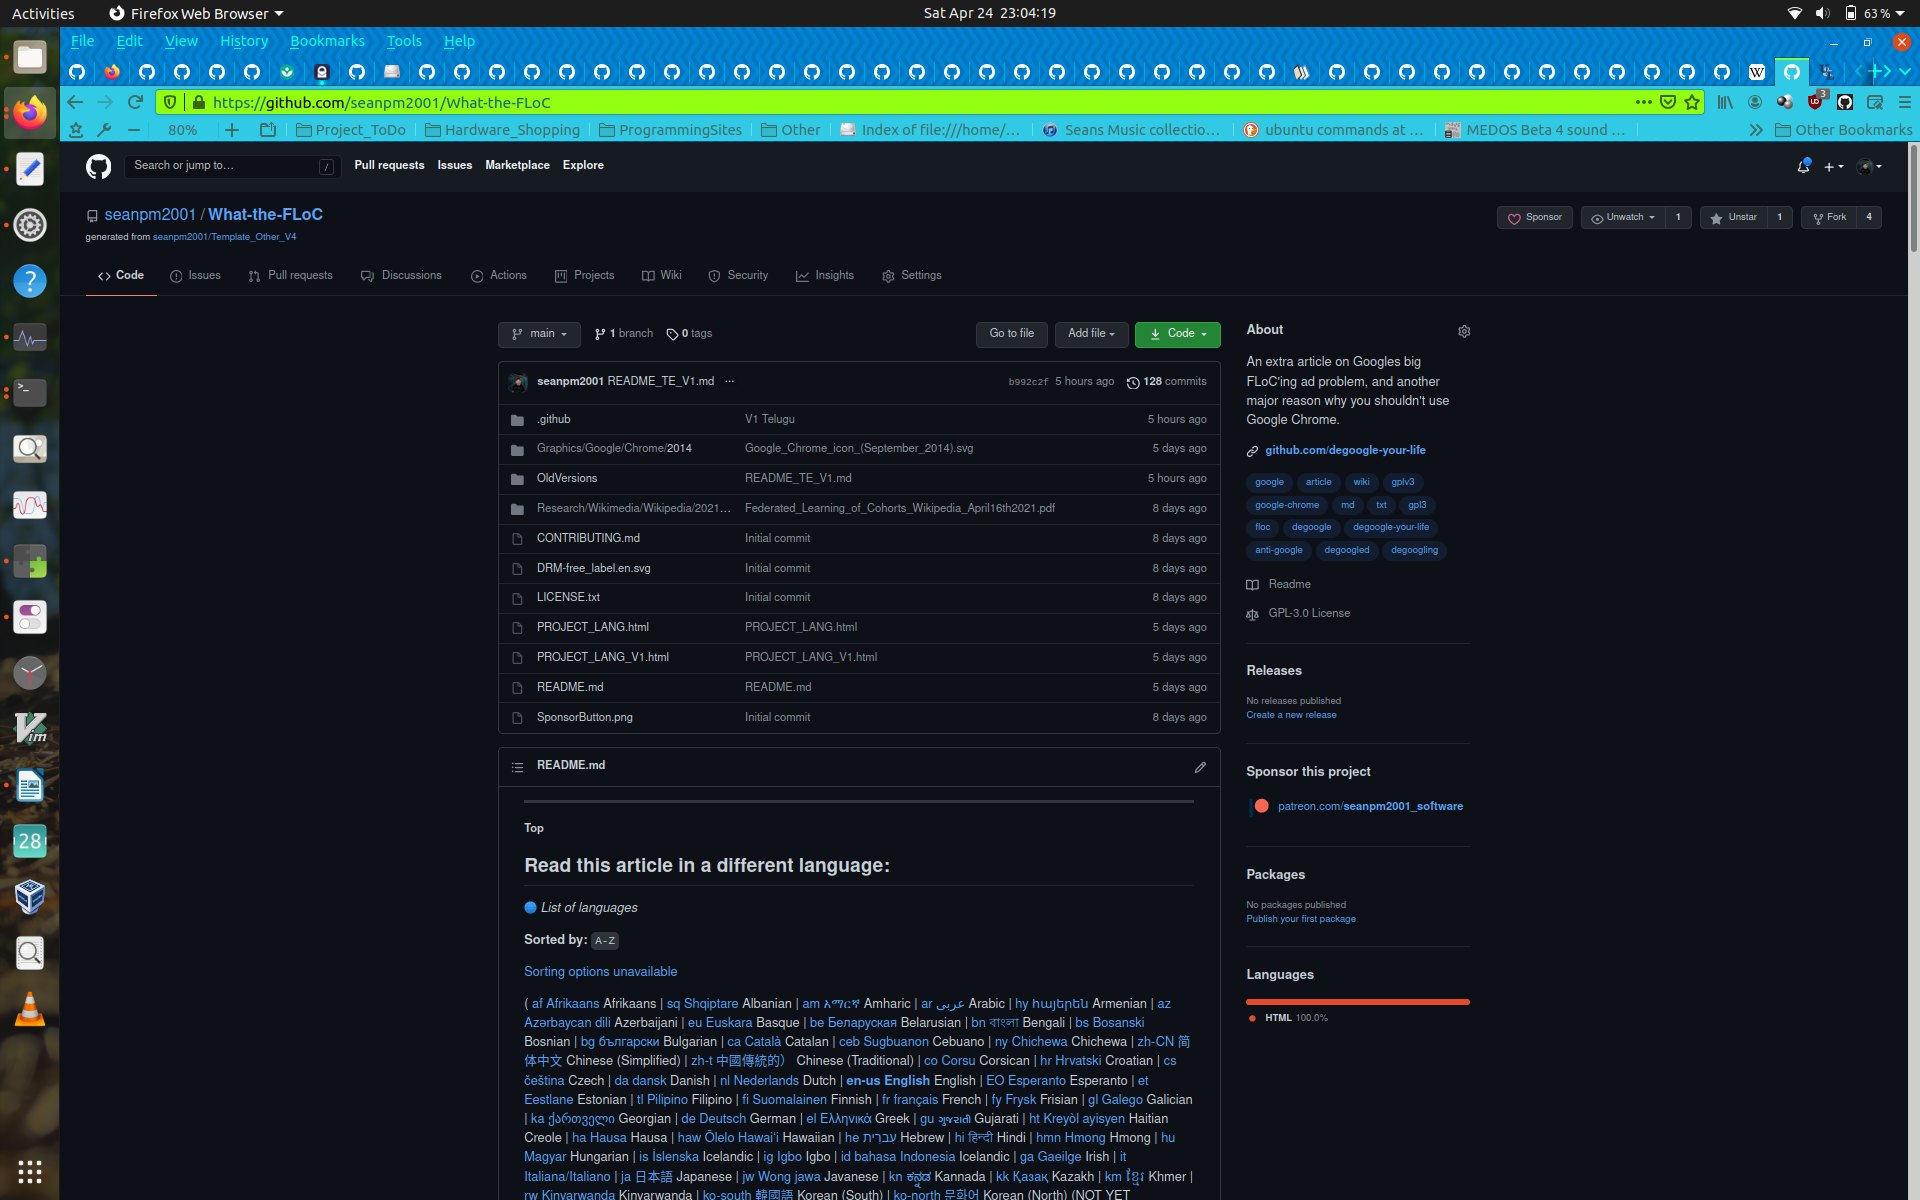 Activities
Firefox Web Browser
Sat Apr 24 23:04:19
63 %
File Edit View History Bookmarks Tools Help
W
https://github.com/seanpm2001/What-the-FLoC
3
80%
Project_ToDo
Hardware_Shopping
ProgrammingSites
Other
Index of file:///home/…
Seans Music collectio…
ubuntu commands at …
MEDOS Beta 4 sound …
Other Bookmarks
Search or jump to…
/
Pull requests Issues Marketplace Explore
seanpm2001 / What-the-FLoC
generated from seanpm2001/Template_Other_V4
Sponsor
Unwatch 1
Unstar 1
Fork 4
Code Issues Pull requests Discussions Actions Projects Wiki Security Insights Settings
main
1 branch
0 tags
Go to file
Add file
Code
seanpm2001 README_TE_V1.md ...
b992c2f 5 hours ago 128 commits
.github V1 Telugu 5 hours ago
Graphics/Google/Chrome/2014 Google_Chrome_icon_(September_2014).svg 5 days ago
OldVersions README_TE_V1.md 5 hours ago
Research/Wikimedia/Wikipedia/2021… Federated_Learning_of_Cohorts_Wikipedia_April16th2021.pdf 8 days ago
CONTRIBUTING.md Initial commit 8 days ago
DRM-free_label.en.svg Initial commit 8 days ago
LICENSE.txt Initial commit 8 days ago
PROJECT_LANG.html PROJECT_LANG.html 5 days ago
PROJECT_LANG_V1.html PROJECT_LANG_V1.html 5 days ago
README.md README.md 5 days ago
SponsorButton.png Initial commit 8 days ago
README.md
Top
Read this article in a different language:
List of languages
Sorted by: A-Z
Sorting options unavailable
( af Afrikaans Afrikaans | sq Shqiptare Albanian | am አማርኛ Amharic | ar عربى Arabic | hy հայերեն Armenian | az
Azərbaycan dili Azerbaijani | eu Euskara Basque | be Беларуская Belarusian | bn বাংলা Bengali | bs Bosanski
Bosnian | bg български Bulgarian | ca Català Catalan | ceb Sugbuanon Cebuano | ny Chichewa Chichewa | zh-CN 简
体中文 Chinese (Simplified) | zh-t 中國傳統的） Chinese (Traditional) | co Corsu Corsican | hr Hrvatski Croatian | cs
čeština Czech | da dansk Danish | nl Nederlands Dutch | en-us English English | EO Esperanto Esperanto | et
Eestlane Estonian | tl Pilipino Filipino | fi Suomalainen Finnish | fr français French | fy Frysk Frisian | gl Galego Galician
| ka ქართველი Georgian | de Deutsch German | el Ελληνικά Greek | gu ગુજરાતી Gujarati | ht Kreyòl ayisyen Haitian
Creole | ha Hausa Hausa | haw Ōlelo Hawaiʻi Hawaiian | he עִברִית Hebrew | hi हिन्दी Hindi | hmn Hmong Hmong | hu
Magyar Hungarian | is Íslenska Icelandic | ig Igbo Igbo | id bahasa Indonesia Icelandic | ga Gaeilge Irish | it
Italiana/Italiano | ja 日本語 Japanese | jw Wong jawa Javanese | kn ಕನ್ನಡ Kannada | kk Қазақ Kazakh | km ខ្មែរ Khmer |
rw Kinyarwanda Kinyarwanda | ko-south 韓國語 Korean (South) | ko-north 문화어 Korean (North) (NOT YET
About
An extra article on Googles big
FLoC'ing ad problem, and another
major reason why you shouldn't use
Google Chrome.
github.com/degoogle-your-life
google article wiki gplv3
google-chrome md txt gpl3
floc degoogle degoogle-your-life
anti-google degoogled degoogling
Readme
GPL-3.0 License
Releases
No releases published
Create a new release
Sponsor this project
patreon.com/seanpm2001_software
Packages
No packages published
Publish your first package
Languages
HTML 100.0%
?
>_
Vim
28